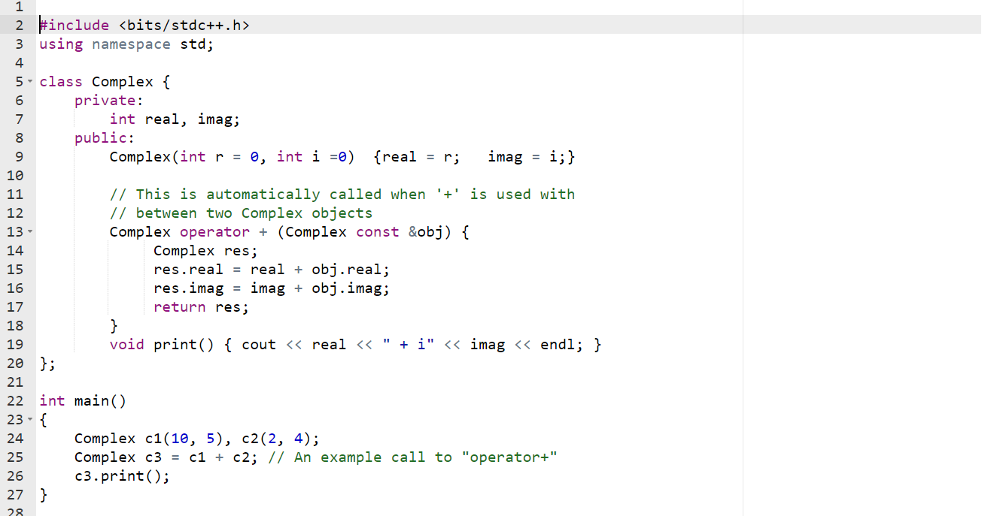 1
2 #include <bits/stdc++.h>
3 using namespace std;
4
5 class Complex {
6     private:
7         int real, imag;
8     public:
9         Complex(int r = 0, int i =0)  {real = r;   imag = i;}
10
11         // This is automatically called when '+' is used with
12         // between two Complex objects
13         Complex operator + (Complex const &obj) {
14              Complex res;
15              res.real = real + obj.real;
16              res.imag = imag + obj.imag;
17              return res;
18         }
19         void print() { cout << real << " + i" << imag << endl; }
20 };
21
22 int main()
23 {
24     Complex c1(10, 5), c2(2, 4);
25     Complex c3 = c1 + c2; // An example call to "operator+"
26     c3.print();
27 }
28